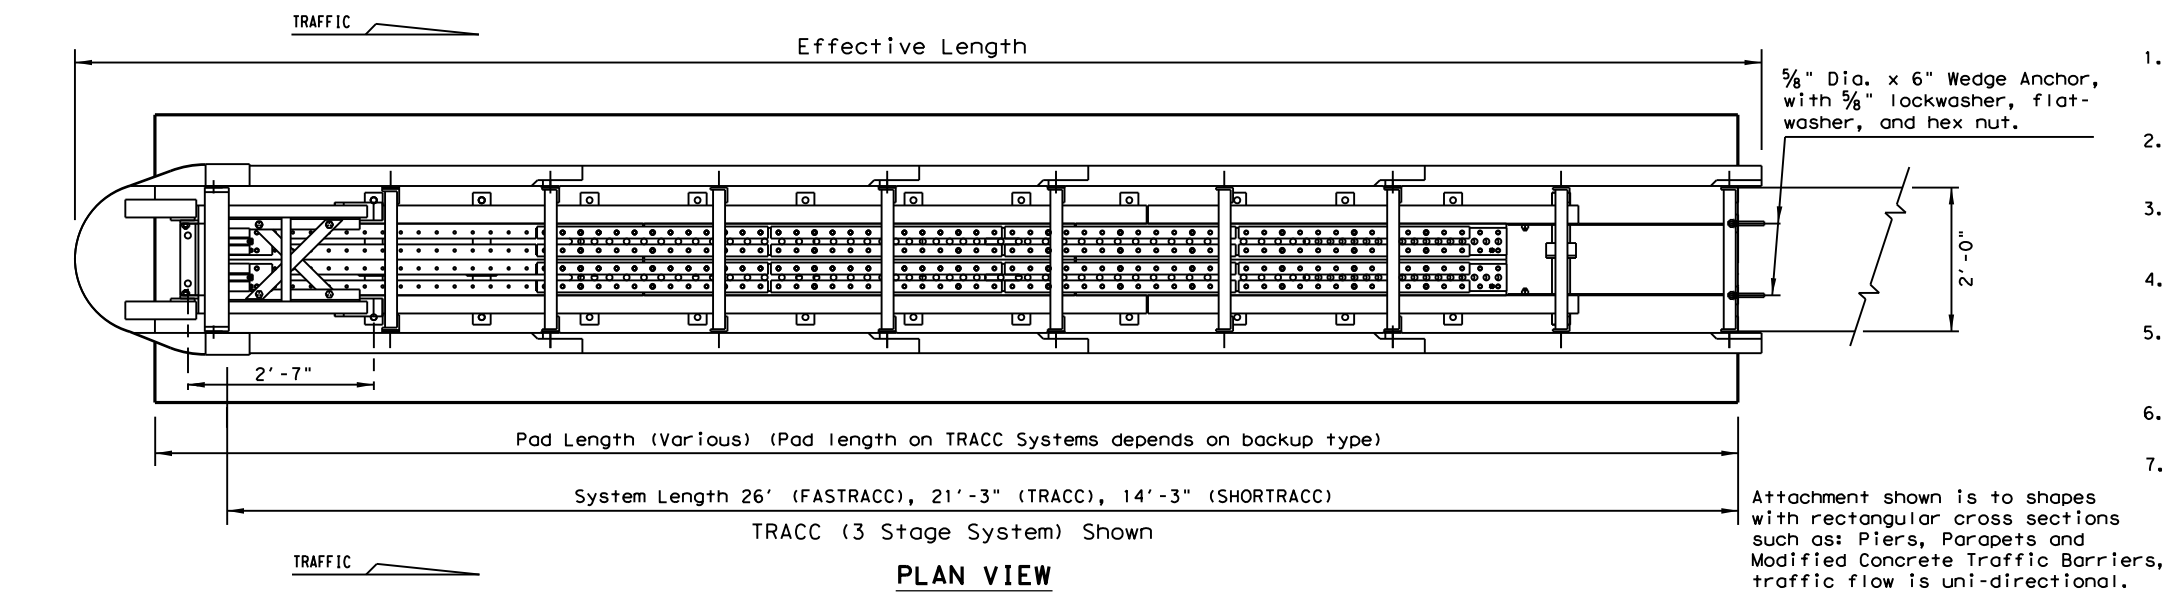 TRAFFIC
Effective Length
1.
⅝" Dia. x 6" Wedge Anchor,
with ⅝" lockwasher, flat-
washer, and hex nut.
2.
3.
2'-0"
4.
5.
2'-7"
6.
Pad Length (Various) (Pad length on TRACC Systems depends on backup type)
7.
System Length 26' (FASTRACC), 21'-3" (TRACC), 14'-3" (SHORTRACC)
TRACC (3 Stage System) Shown
Attachment shown is to shapes
with rectangular cross sections
such as: Piers, Parapets and
Modified Concrete Traffic Barriers,
traffic flow is uni-directional.
TRAFFIC
PLAN VIEW